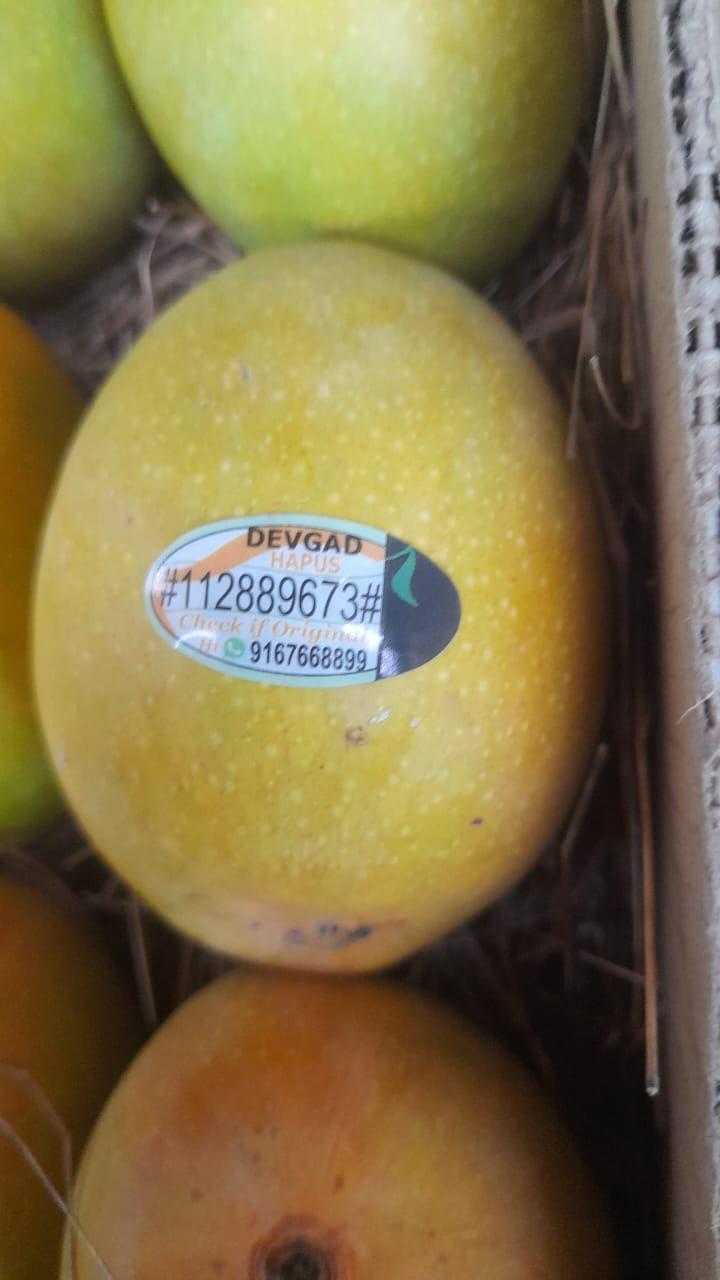 DEVGAD
HAPUS
#112889673#
Check if Original
9167668899